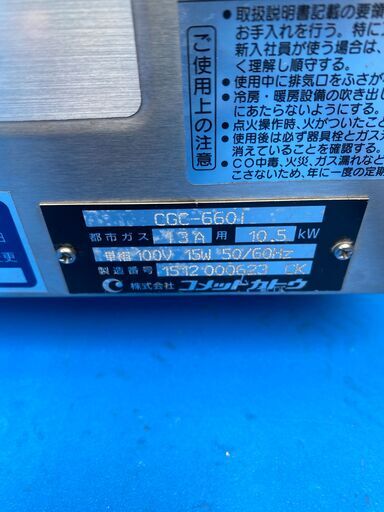 ご使用上の注意
●取扱説明書記載の要領
お手入れを行う。特に
新入社員が使う場合は、
く理解し順守する。
●使用中に排気口をふさが
●冷房・暖房設備の吹き出し
にあたらないようにする。
●点火操作時、火がついたこと
●使用後は必ず器具栓とガス
消えていることを確認する。
●CO中毒、火災、ガス漏れなど
こさないため、年に一度の定期
CGC-660i
都市ガス 13A 用 10.5 kW
単相 100V 15W 50/60Hz
製造番号 1512 000623 CK
株式会社 コメットカトウ